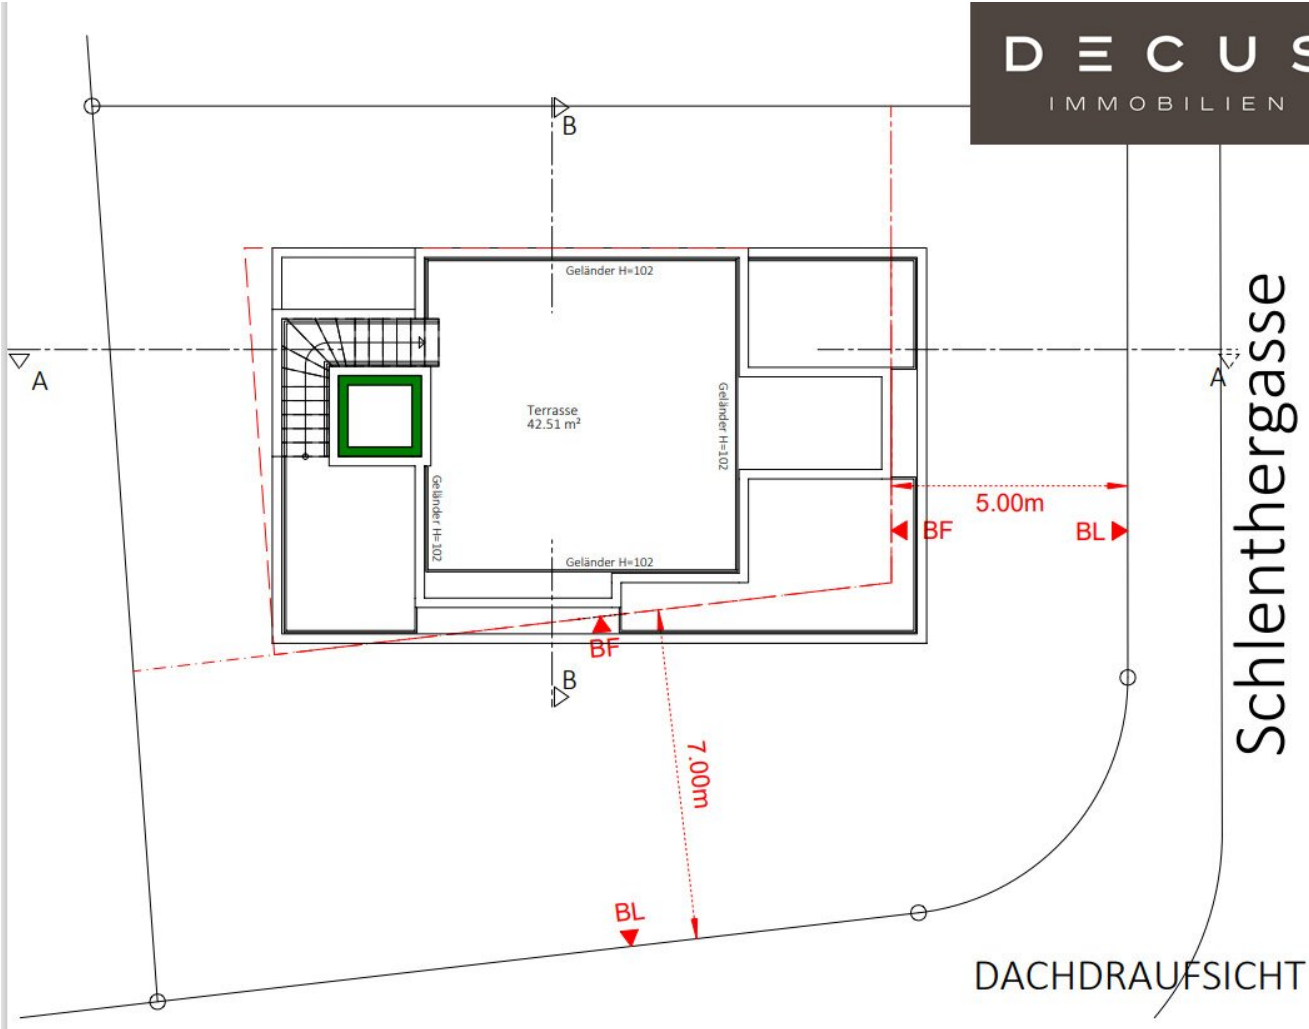 DECUS
IMMOBILIEN
B
Geländer H=102
A
A
Terrasse
42.51 m²
Geländer H=102
Geländer H=102
Geländer H=102
5.00m
BF
BL
Schlenthergasse
BF
B
7.00m
BL
DACHDRAUFSICHT